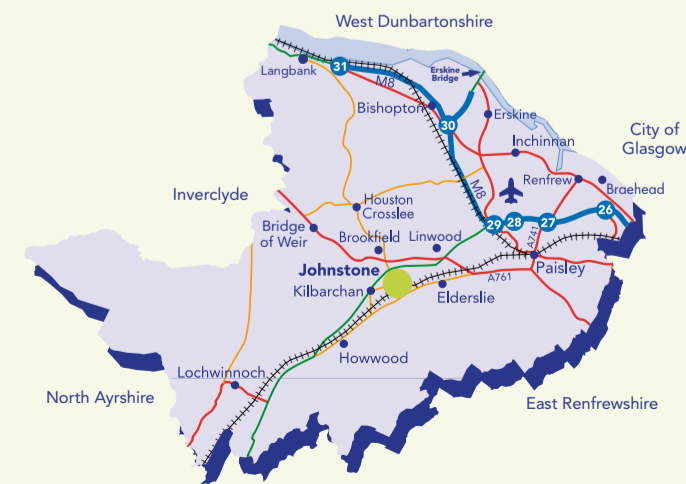 West Dunbartonshire
Langbank
31
M8
Erskine
Bridge
Bishopton
30
Erskine
Inchinnan
City of
Glasgow
M8
Renfrew
Braehead
Inverclyde
Houston
Crosslee
29
28
27
26
A741
Bridge
of Weir
Brookfield
Linwood
Johnstone
Paisley
A761
Kilbarchan
Elderslie
Howwood
Lochwinnoch
North Ayrshire
East Renfrewshire